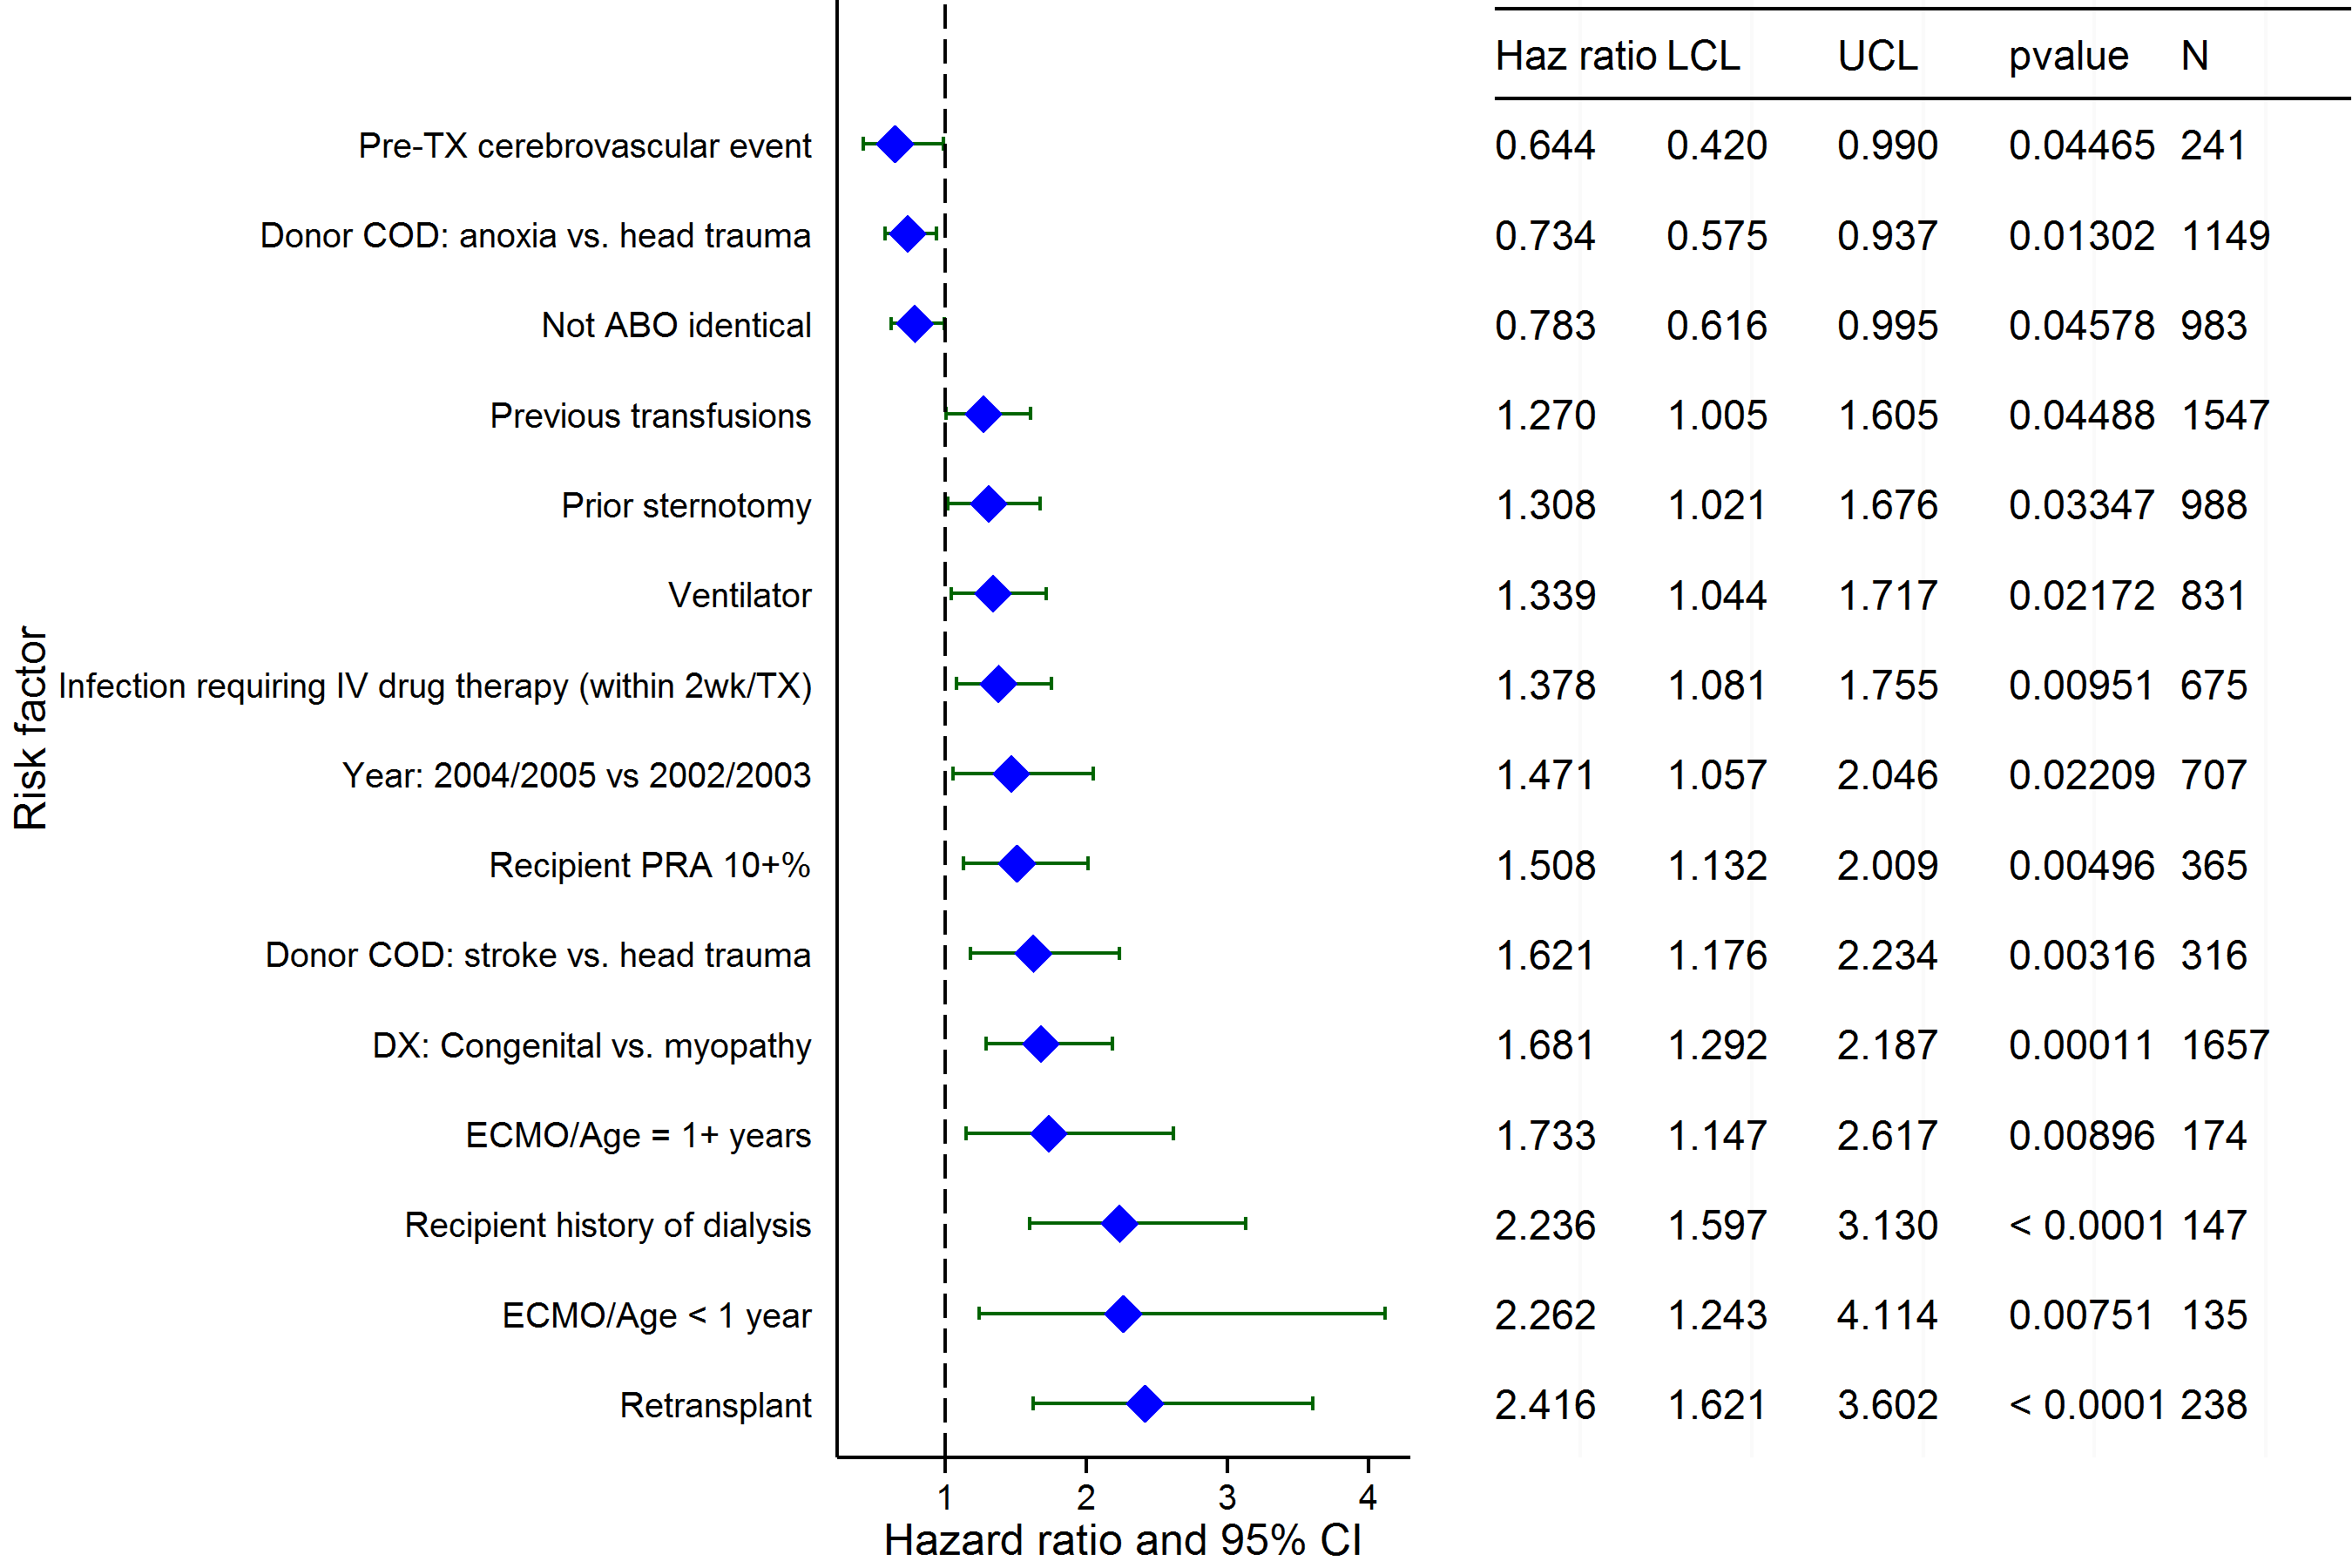 Haz ratio LCL UCL pvalue N
Pre-TX cerebrovascular event 0.644 0.420 0.990 0.04465 241
Donor COD: anoxia vs. head trauma 0.734 0.575 0.937 0.01302 1149
Not ABO identical 0.783 0.616 0.995 0.04578 983
Previous transfusions 1.270 1.005 1.605 0.04488 1547
Prior sternotomy 1.308 1.021 1.676 0.03347 988
Ventilator 1.339 1.044 1.717 0.02172 831
Infection requiring IV drug therapy (within 2wk/TX) 1.378 1.081 1.755 0.00951 675
Year: 2004/2005 vs 2002/2003 1.471 1.057 2.046 0.02209 707
Recipient PRA 10+% 1.508 1.132 2.009 0.00496 365
Donor COD: stroke vs. head trauma 1.621 1.176 2.234 0.00316 316
DX: Congenital vs. myopathy 1.681 1.292 2.187 0.00011 1657
ECMO/Age = 1+ years 1.733 1.147 2.617 0.00896 174
Recipient history of dialysis 2.236 1.597 3.130 < 0.0001 147
ECMO/Age < 1 year 2.262 1.243 4.114 0.00751 135
Retransplant 2.416 1.621 3.602 < 0.0001 238
Risk factor
1 2 3 4
Hazard ratio and 95% CI